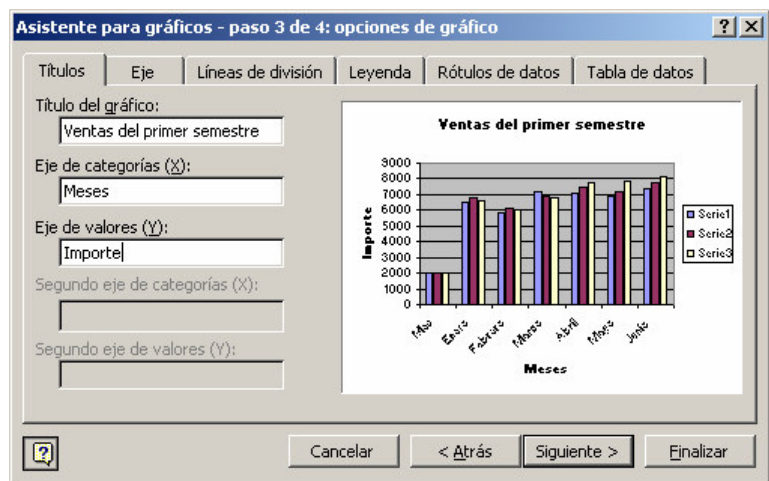 Asistente para gráficos - paso 3 de 4: opciones de gráfico
Títulos Eje Líneas de división Leyenda Rótulos de datos Tabla de datos
Título del gráfico:
Ventas del primer semestre
Eje de categorías (X):
Meses
Eje de valores (Y):
Importe
Segundo eje de categorías (X):
Segundo eje de valores (Y):
Ventas del primer semestre
Importe
9000
8000
7000
6000
5000
4000
3000
2000
1000
0
Mes Enero Febrero Marzo Abril Mayo Junio
Meses
Serie1
Serie2
Serie3
Cancelar < Atrás Siguiente > Finalizar